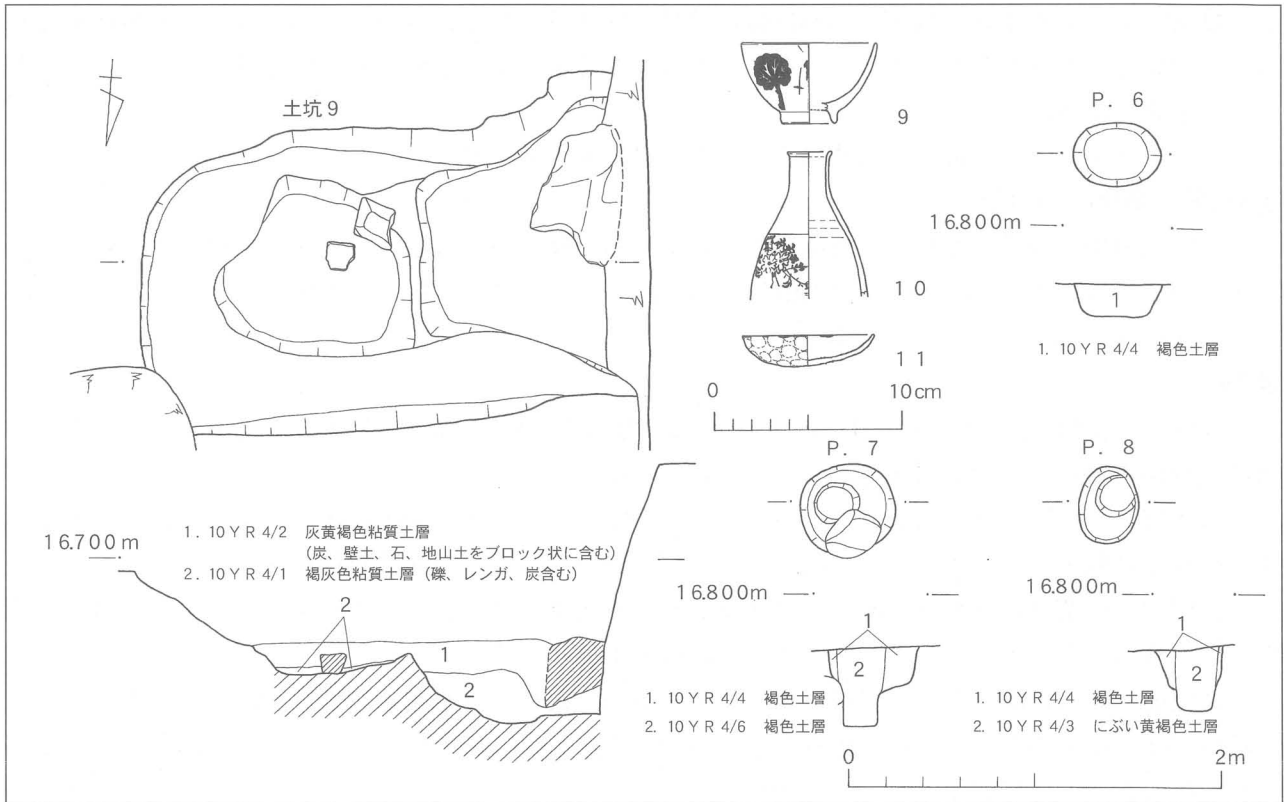 土坑9
9
10
11
0 10cm
P. 6
16.800m
1
1. 10YR 4/4 褐色土層
16.700m
1. 10YR 4/2 灰黄褐色粘質土層
(炭、壁土、石、地山土をブロック状に含む)
2. 10YR 4/1 褐灰色粘質土層(礫、レンガ、炭含む)
2
1
2
P. 7
16.800m
1
2
1. 10YR 4/4 褐色土層
2. 10YR 4/6 褐色土層
P. 8
16.800m
1
2
1. 10YR 4/4 褐色土層
2. 10YR 4/3 にぶい黄褐色土層
0 2m